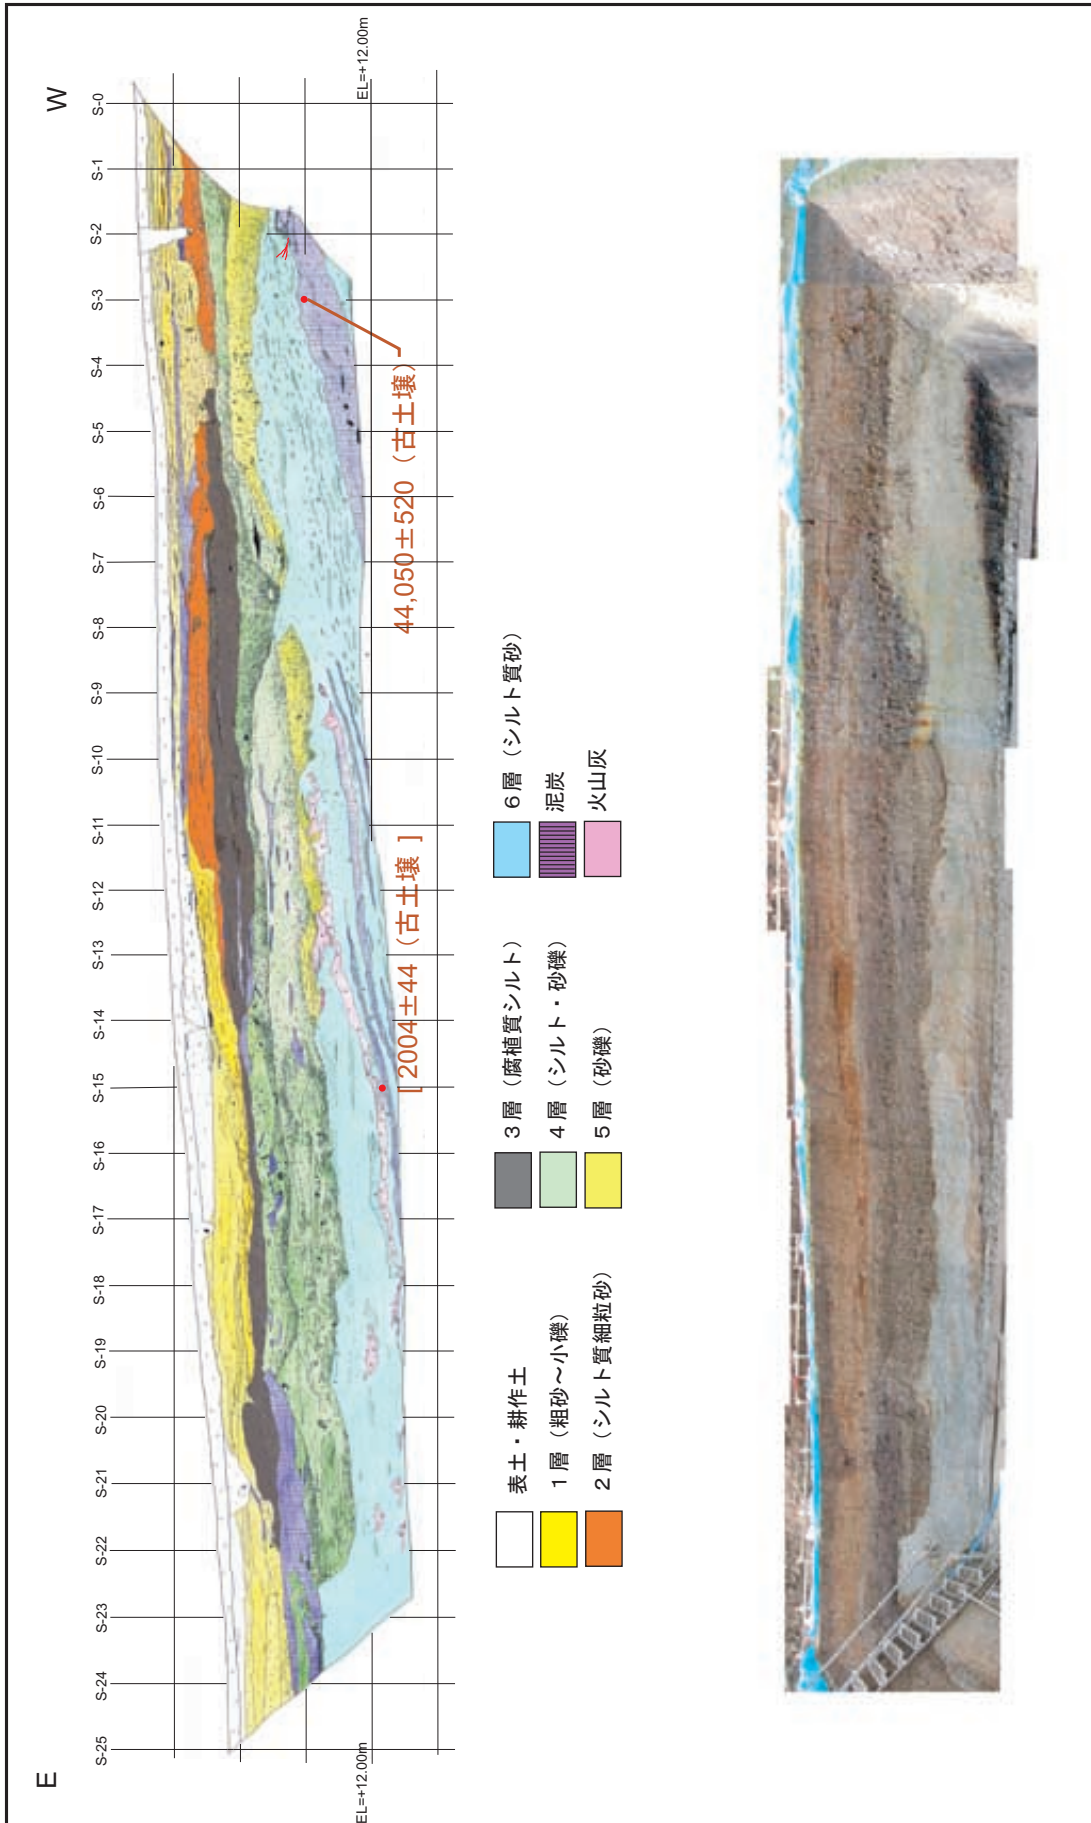 E
W
S-25
S-24
S-23
S-22
S-21
S-20
S-19
S-18
S-17
S-16
S-15
S-14
S-13
S-12
S-11
S-10
S-9
S-8
S-7
S-6
S-5
S-4
S-3
S-2
S-1
S-0
EL=+12.00m
EL=+12.00m
[ 2004±44（古土壌 ]
44,050±520（古土壌）
表土・耕作土
1層（粗砂～小礫）
2層（シルト質細粒砂）
3層（腐植質シルト）
4層（シルト・砂礫）
5層（砂礫）
6層（シルト質砂）
泥炭
火山灰